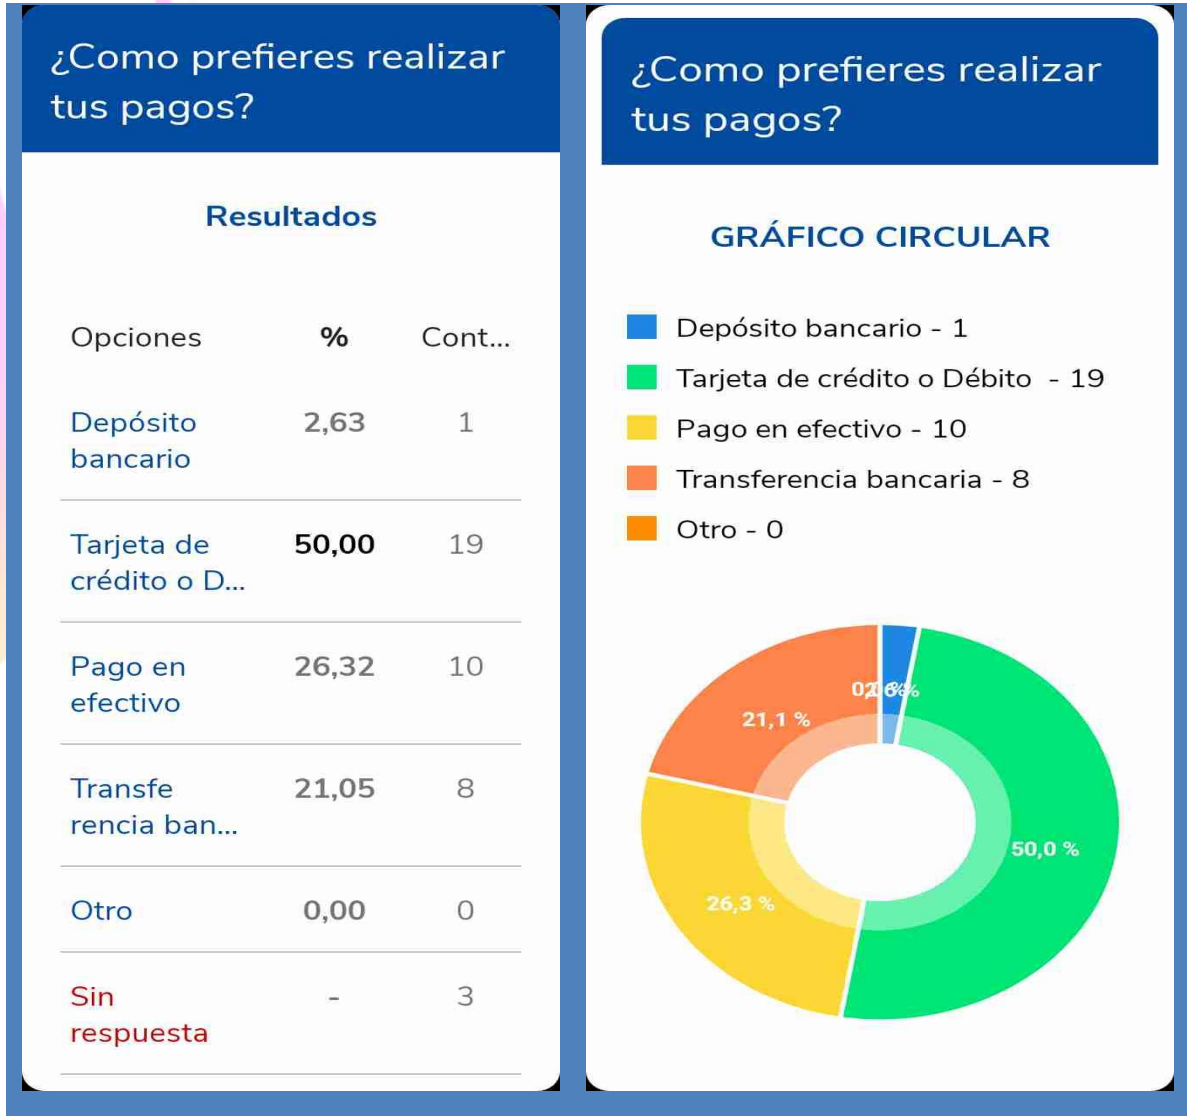 ¿Como prefieres realizar
tus pagos?
Resultados
Opciones % Cont...
Depósito
bancario 2,63 1
Tarjeta de
crédito o D... 50,00 19
Pago en
efectivo 26,32 10
Transfe
rencia ban... 21,05 8
Otro 0,00 0
Sin
respuesta - 3
¿Como prefieres realizar
tus pagos?
GRÁFICO CIRCULAR
Depósito bancario - 1
Tarjeta de crédito o Débito - 19
Pago en efectivo - 10
Transferencia bancaria - 8
Otro - 0
21,1 %
50,0 %
26,3 %